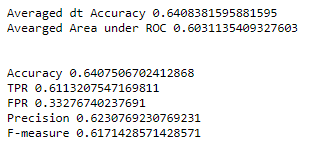 Averaged dt Accuracy 0.6408381595881595
Avearged Area under ROC 0.6031135409327603
Accuracy 0.6407506702412868
TPR 0.6113207547169811
FPR 0.33276740237691
Precision 0.6230769230769231
F-measure 0.6171428571428571